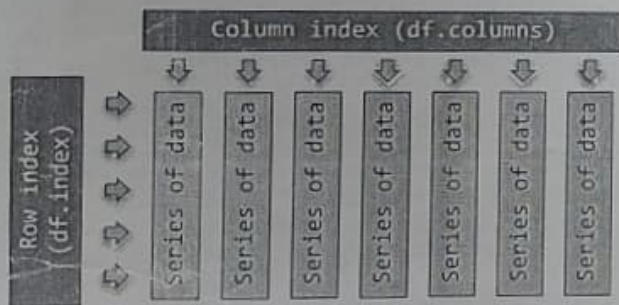 Column index (df.columns)
Row index
(df.index)
Series of data
Series of data
Series of data
Series of data
Series of data
Series of data
Series of data